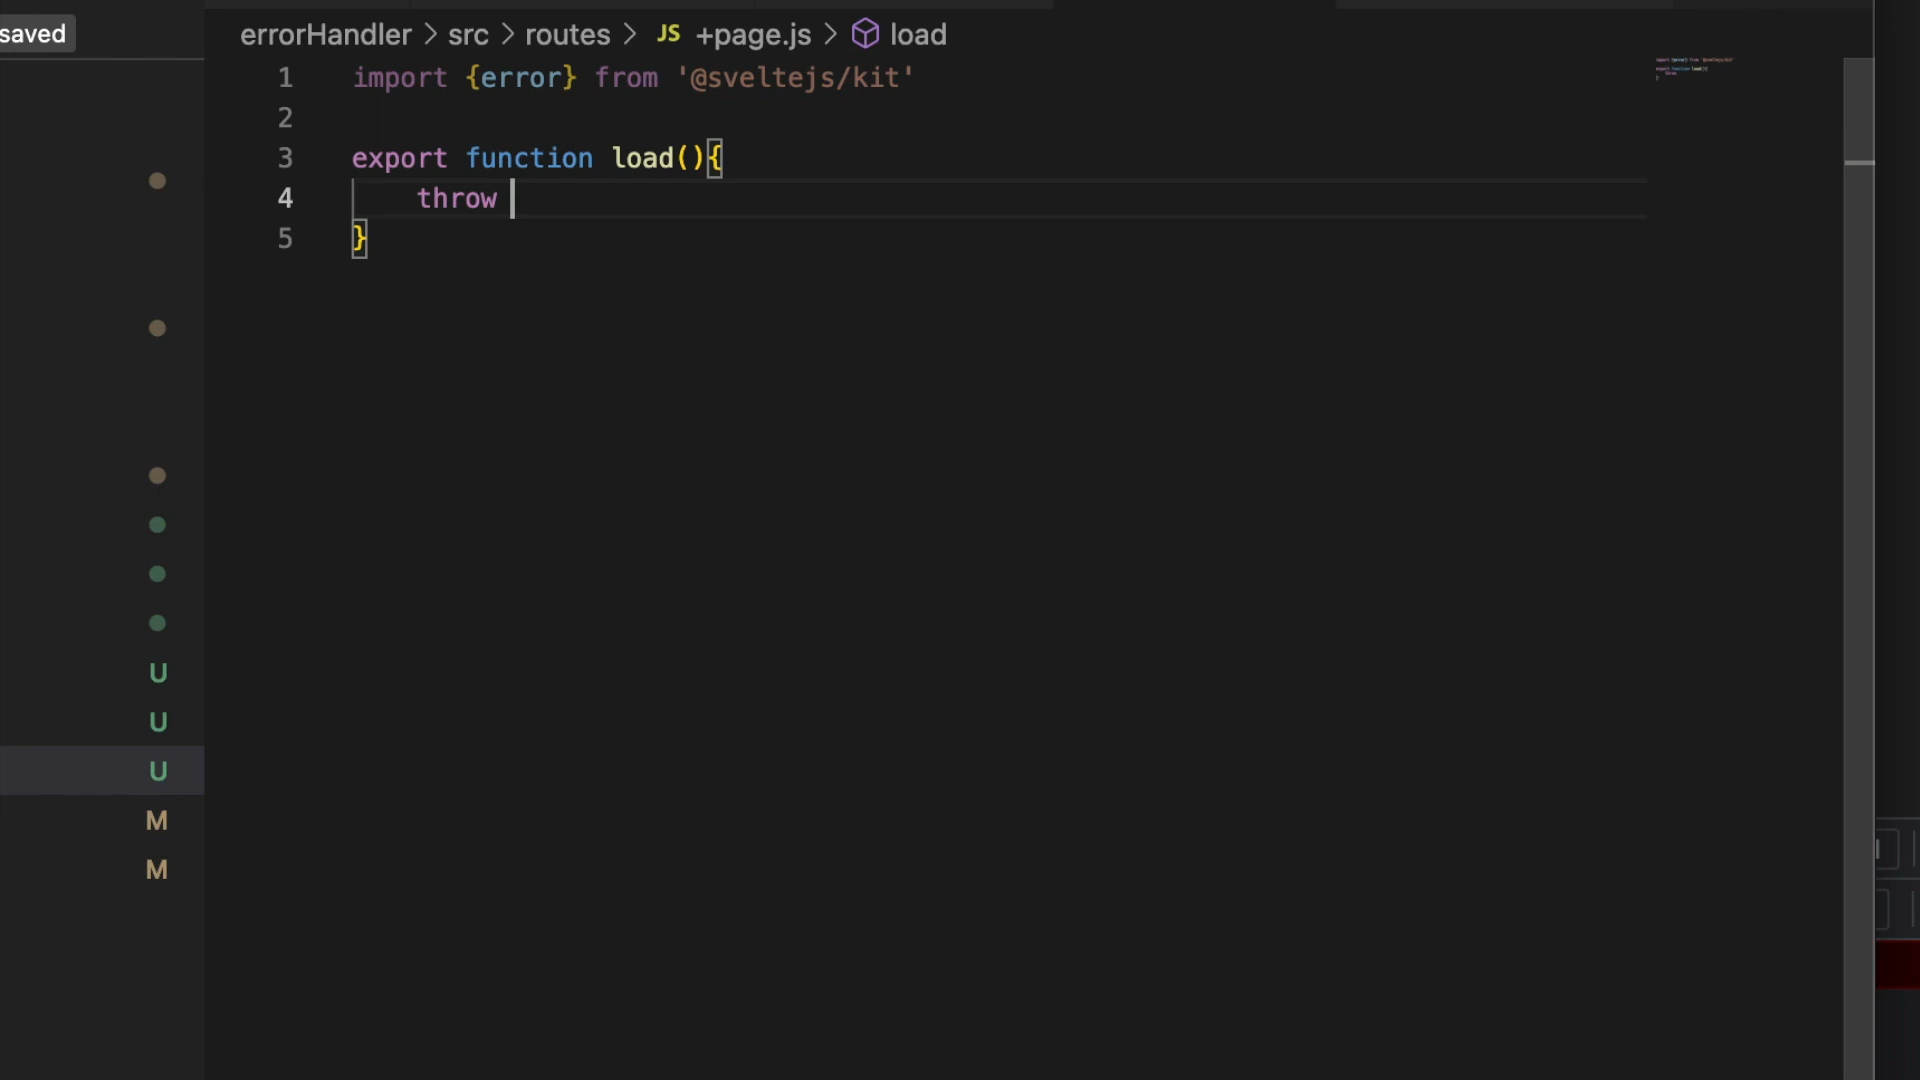 saved
errorHandler > src > routes > JS +page.js > load
1 import {error} from '@sveltejs/kit'
2
3 export function load(){
4 throw
5 }
U
U
U
M
M